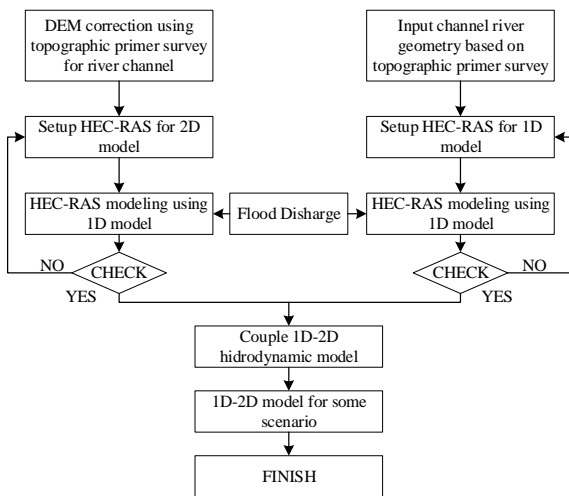 DEM correction using
topographic primer survey
for river channel
Input channel river
geometry based on
topographic primer survey
Setup HEC-RAS for 2D
model
Setup HEC-RAS for 1D
model
HEC-RAS modeling using
1D model
Flood Disharge
HEC-RAS modeling using
1D model
NO
CHECK
YES
CHECK
NO
YES
Couple 1D-2D
hidrodynamic model
1D-2D model for some
scenario
FINISH